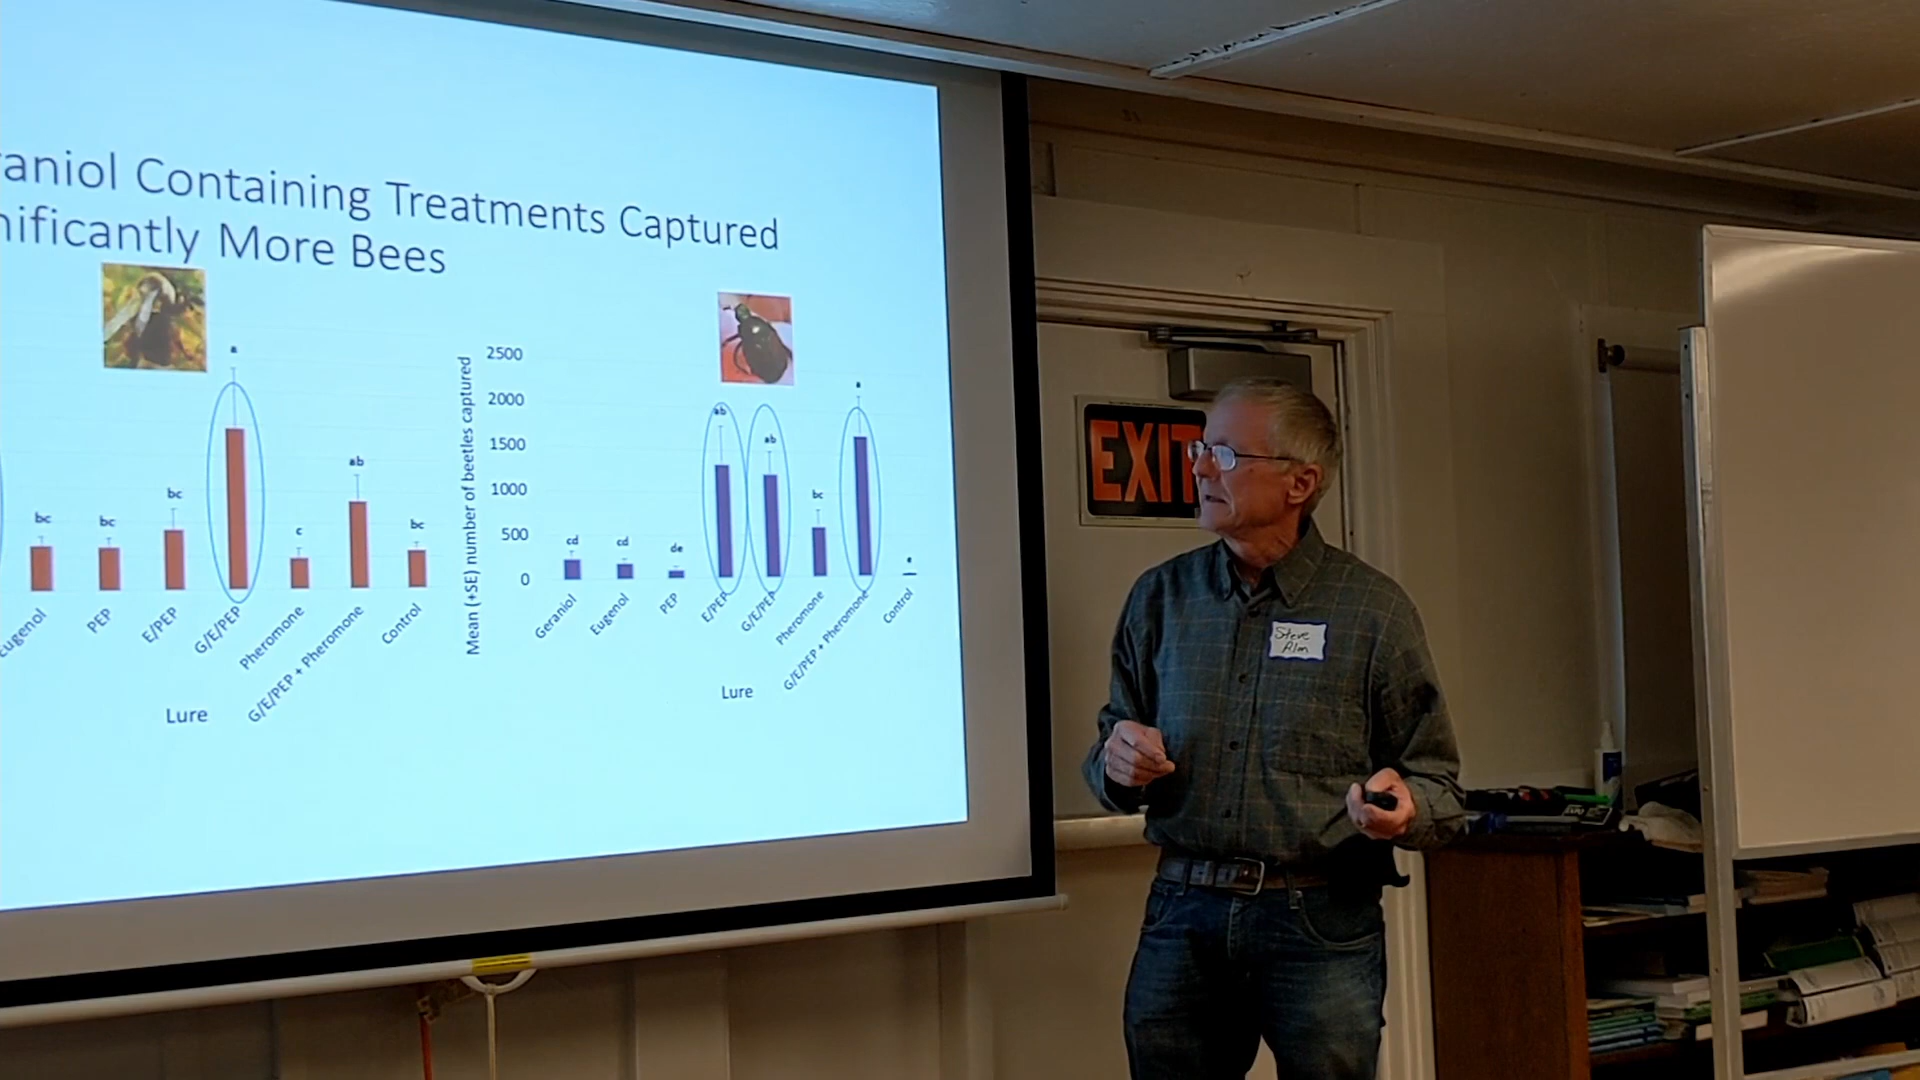 aniol Containing Treatments Captured
nificantly More Bees
a
bc
bc
bc
ab
c
bc
Eugenol
PEP
E/PEP
G/E/PEP
Pheromone
G/E/PEP + Pheromone
Control
Lure
Mean (+SE) number of beetles captured
2500
2000
1500
1000
500
0
cd
cd
de
ab
ab
bc
a
e
Geraniol
Eugenol
PEP
E/PEP
G/E/PEP
Pheromone
G/E/PEP + Pheromone
Control
Lure
EXIT
Steve
Alm